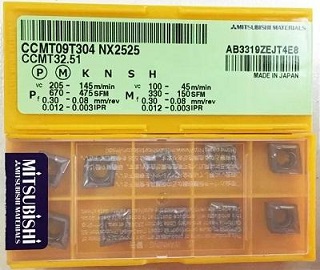 CCMT09T304 NX2525
CCMT32.51
MITSUBISHI MATERIALS
AB3319ZEJT4E8
MADE IN JAPAN
P M K N S H
P vc 205 - 145m/min
670 - 475SFM
f 0.30 - 0.08 mm/rev
0.012 -0.003IPR
M vc 100 - 45m/min
330 - 150SFM
f 0.30 - 0.08 mm/rev
0.012 -0.003IPR
MITSUBISHI
MITSUBISHI